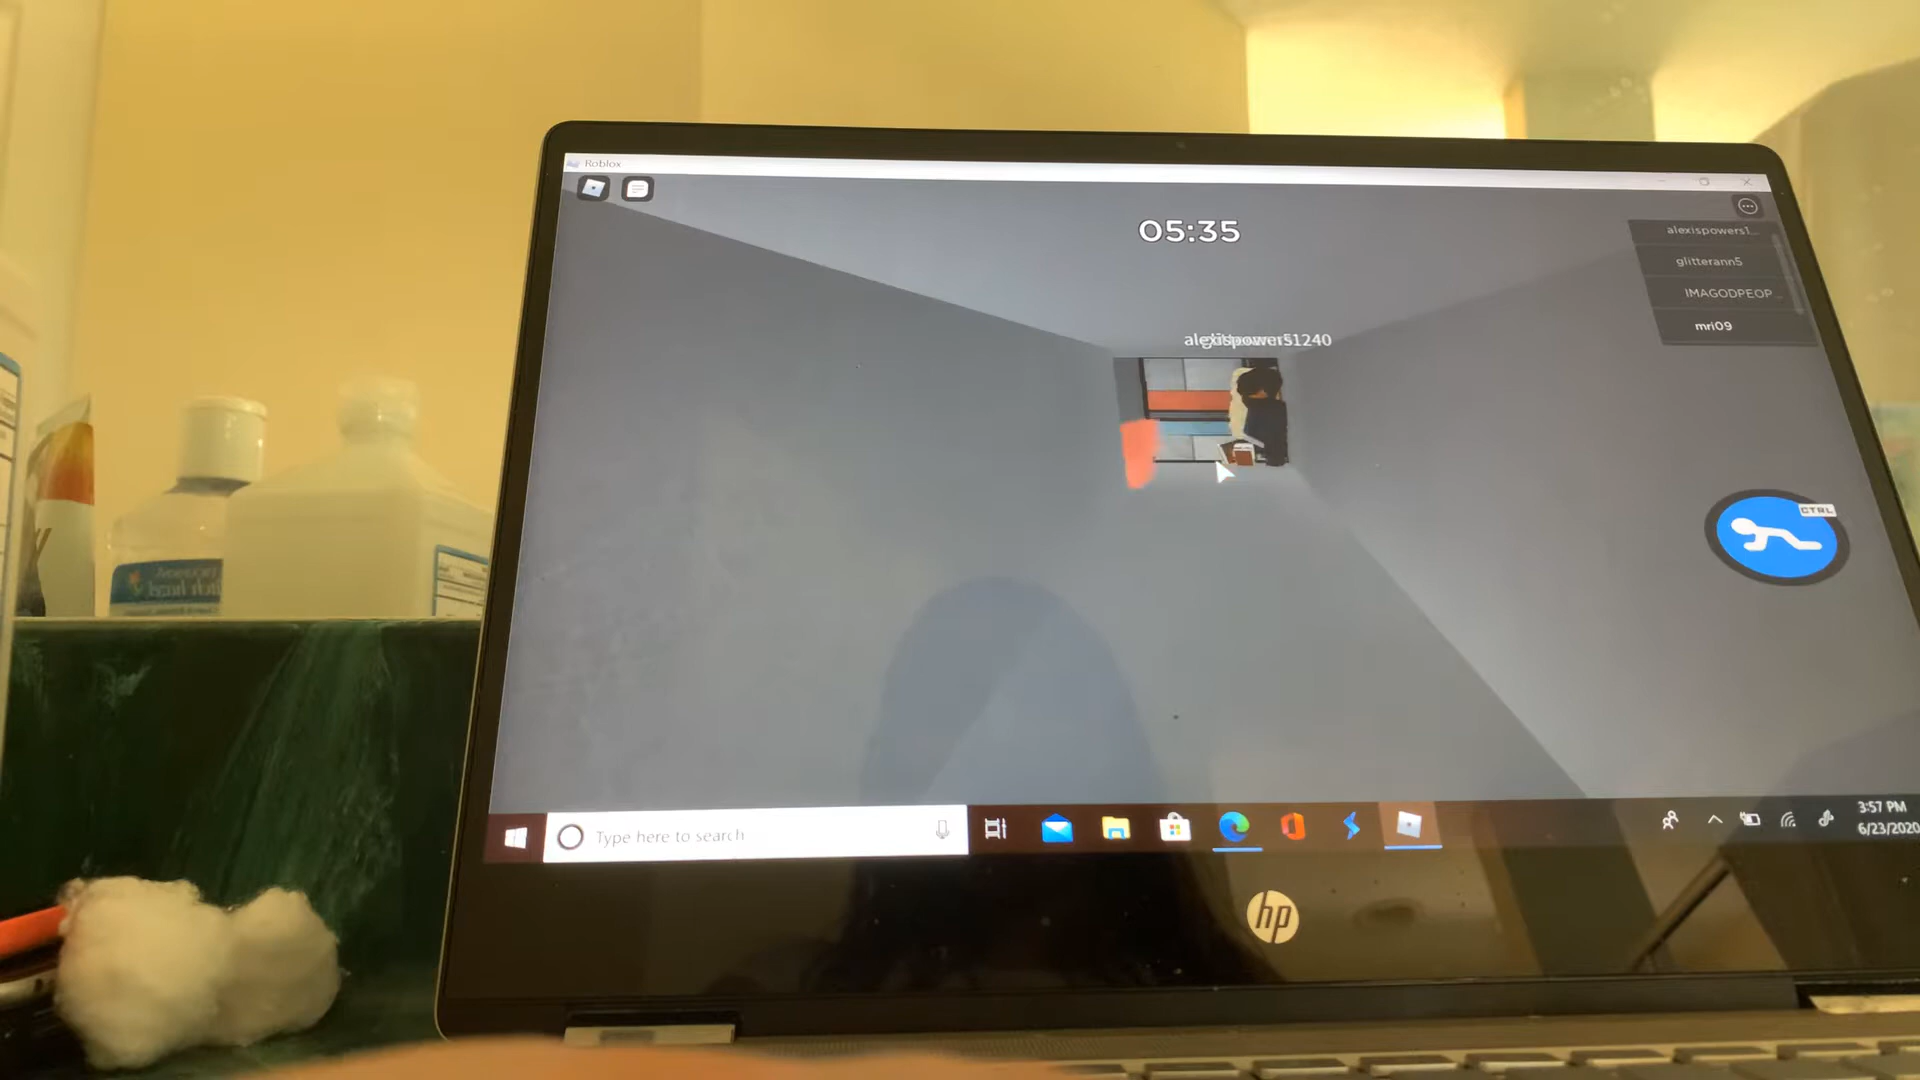 Roblox
05:35
alexispowers1...
glitterann5
IMAGODPEOP...
mri09
CTRL
Type here to search
3:57 PM
6/23/2020
hp